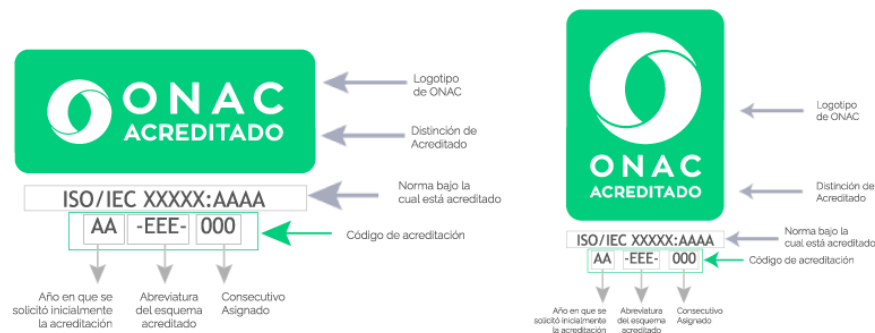 ONAC
ACREDITADO
Logotipo
de ONAC
Distinción de
Acreditado
ISO/IEC XXXXX:AAAA
Norma bajo la
cual está acreditado
AA -EEE- 000
Código de acreditación
Año en que se
solicitó inicialmente
la acreditación
Abreviatura
del esquema
acreditado
Consecutivo
Asignado
ONAC
ACREDITADO
Logotipo
de ONAC
Distinción de
Acreditado
ISO/IEC XXXXX:AAAA
Norma bajo la
cual está acreditado
AA -EEE- 000
Código de acreditación
Año en que se
solicitó inicialmente
la acreditación
Abreviatura
del esquema
acreditado
Consecutivo
Asignado